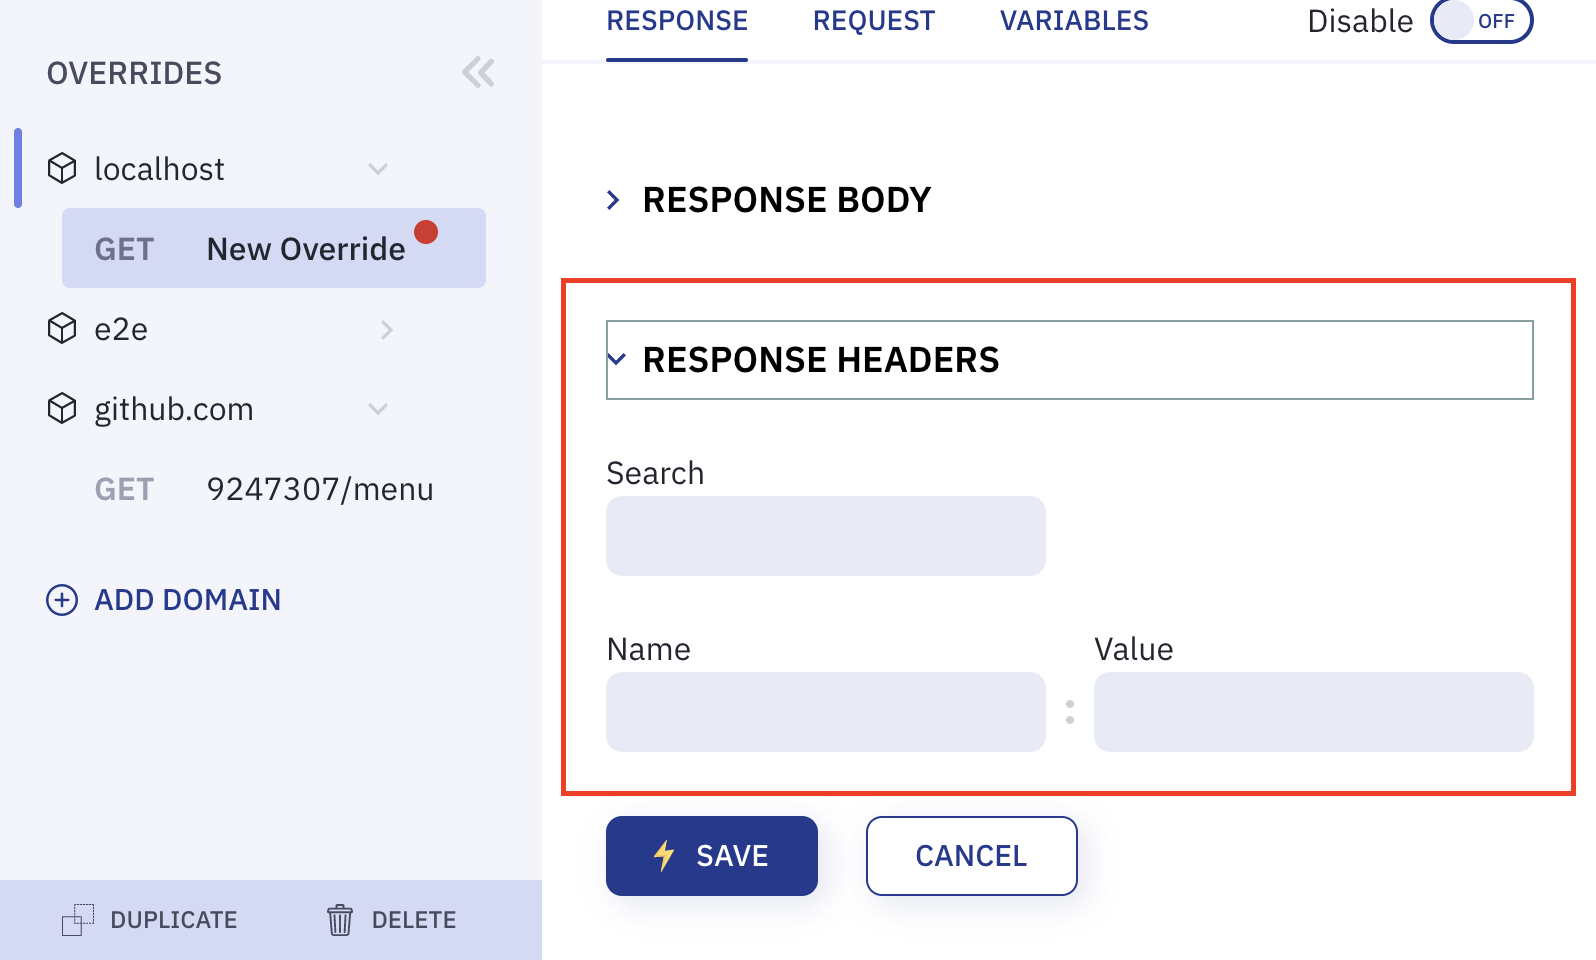 OVERRIDES
localhost
GET New Override
e2e
github.com
GET 9247307/menu
ADD DOMAIN
DUPLICATE DELETE
RESPONSE REQUEST VARIABLES Disable OFF
RESPONSE BODY
RESPONSE HEADERS
Search
Name Value
:
SAVE CANCEL